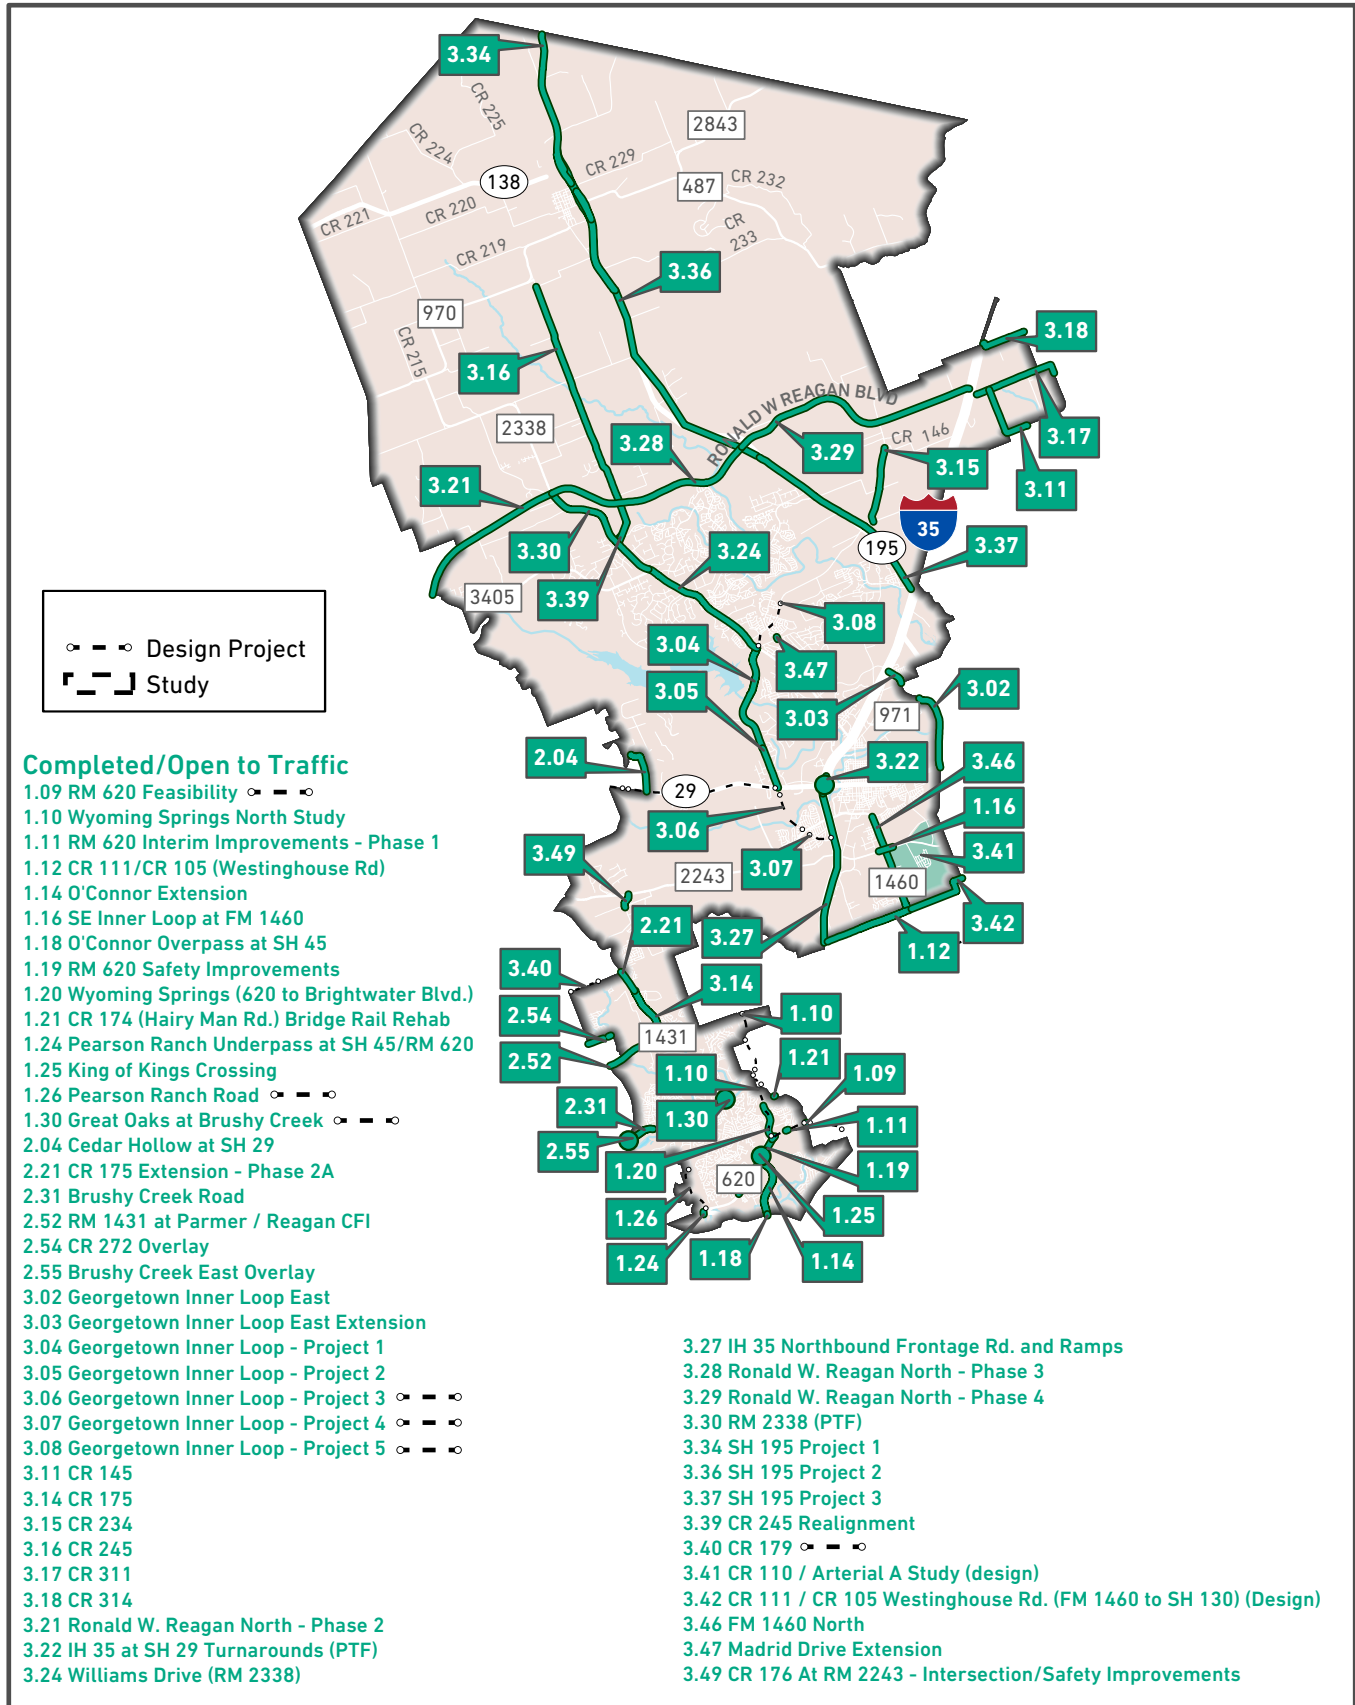 3.34
CR 225
2843
CR 224
CR 229
138
487
CR 232
CR 221
CR 220
CR 233
CR 219
3.36
970
3.18
CR 215
3.16
RONALD W REAGAN BLVD
2338
CR 146
3.17
3.28
3.29
3.15
3.21
3.11
35
3.30
3.24
195
3.37
3405
3.39
3.08
Design Project
3.04
3.47
Study
3.05
3.03
971
3.02
2.04
3.22
3.46
29
3.06
1.16
3.49
3.07
3.41
2243
1460
2.21
3.27
3.42
1.12
3.40
3.14
2.54
1.10
1431
2.52
1.10
1.21
1.09
2.31
1.30
1.11
2.55
1.20
1.19
620
1.26
1.25
1.24
1.18
1.14
Completed/Open to Traffic
1.09 RM 620 Feasibility
1.10 Wyoming Springs North Study
1.11 RM 620 Interim Improvements - Phase 1
1.12 CR 111/CR 105 (Westinghouse Rd)
1.14 O'Connor Extension
1.16 SE Inner Loop at FM 1460
1.18 O'Connor Overpass at SH 45
1.19 RM 620 Safety Improvements
1.20 Wyoming Springs (620 to Brightwater Blvd.)
1.21 CR 174 (Hairy Man Rd.) Bridge Rail Rehab
1.24 Pearson Ranch Underpass at SH 45/RM 620
1.25 King of Kings Crossing
1.26 Pearson Ranch Road
1.30 Great Oaks at Brushy Creek
2.04 Cedar Hollow at SH 29
2.21 CR 175 Extension - Phase 2A
2.31 Brushy Creek Road
2.52 RM 1431 at Parmer / Reagan CFI
2.54 CR 272 Overlay
2.55 Brushy Creek East Overlay
3.02 Georgetown Inner Loop East
3.03 Georgetown Inner Loop East Extension
3.04 Georgetown Inner Loop - Project 1
3.05 Georgetown Inner Loop - Project 2
3.06 Georgetown Inner Loop - Project 3
3.07 Georgetown Inner Loop - Project 4
3.08 Georgetown Inner Loop - Project 5
3.11 CR 145
3.14 CR 175
3.15 CR 234
3.16 CR 245
3.17 CR 311
3.18 CR 314
3.21 Ronald W. Reagan North - Phase 2
3.22 IH 35 at SH 29 Turnarounds (PTF)
3.24 Williams Drive (RM 2338)
3.27 IH 35 Northbound Frontage Rd. and Ramps
3.28 Ronald W. Reagan North - Phase 3
3.29 Ronald W. Reagan North - Phase 4
3.30 RM 2338 (PTF)
3.34 SH 195 Project 1
3.36 SH 195 Project 2
3.37 SH 195 Project 3
3.39 CR 245 Realignment
3.40 CR 179
3.41 CR 110 / Arterial A Study (design)
3.42 CR 111 / CR 105 Westinghouse Rd. (FM 1460 to SH 130) (Design)
3.46 FM 1460 North
3.47 Madrid Drive Extension
3.49 CR 176 At RM 2243 - Intersection/Safety Improvements